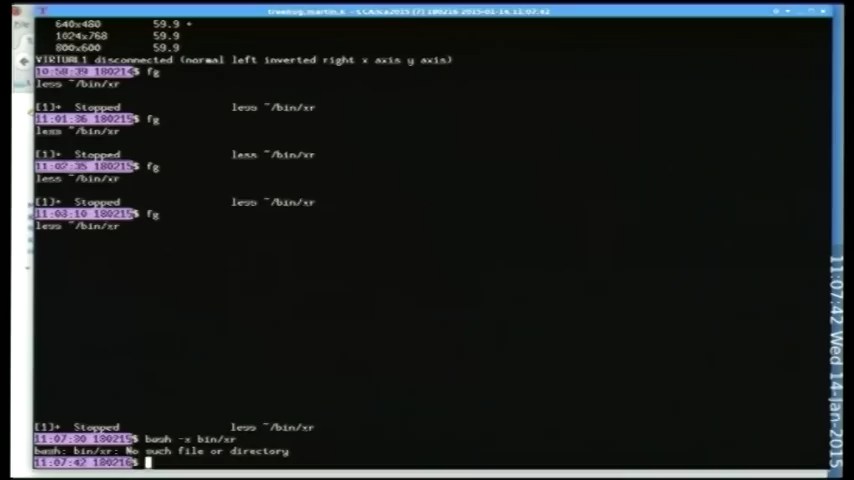 640x480 59.9 *
1024x768 59.9
800x600 59.9
VIRTUAL1 disconnected (normal left inverted right x axis y axis)
10:58:39 180214$ fg
less ~/bin/xr
[1]+ Stopped less ~/bin/xr
11:01:36 180215$ fg
less ~/bin/xr
[1]+ Stopped less ~/bin/xr
11:02:35 180215$ fg
less ~/bin/xr
[1]+ Stopped less ~/bin/xr
11:03:10 180215$ fg
less ~/bin/xr
[1]+ Stopped less ~/bin/xr
11:07:30 180215$ bash -x bin/xr
bash: bin/xr: No such file or directory
11:07:42 180216$
11:07:42 Wed 14-Jan-2015